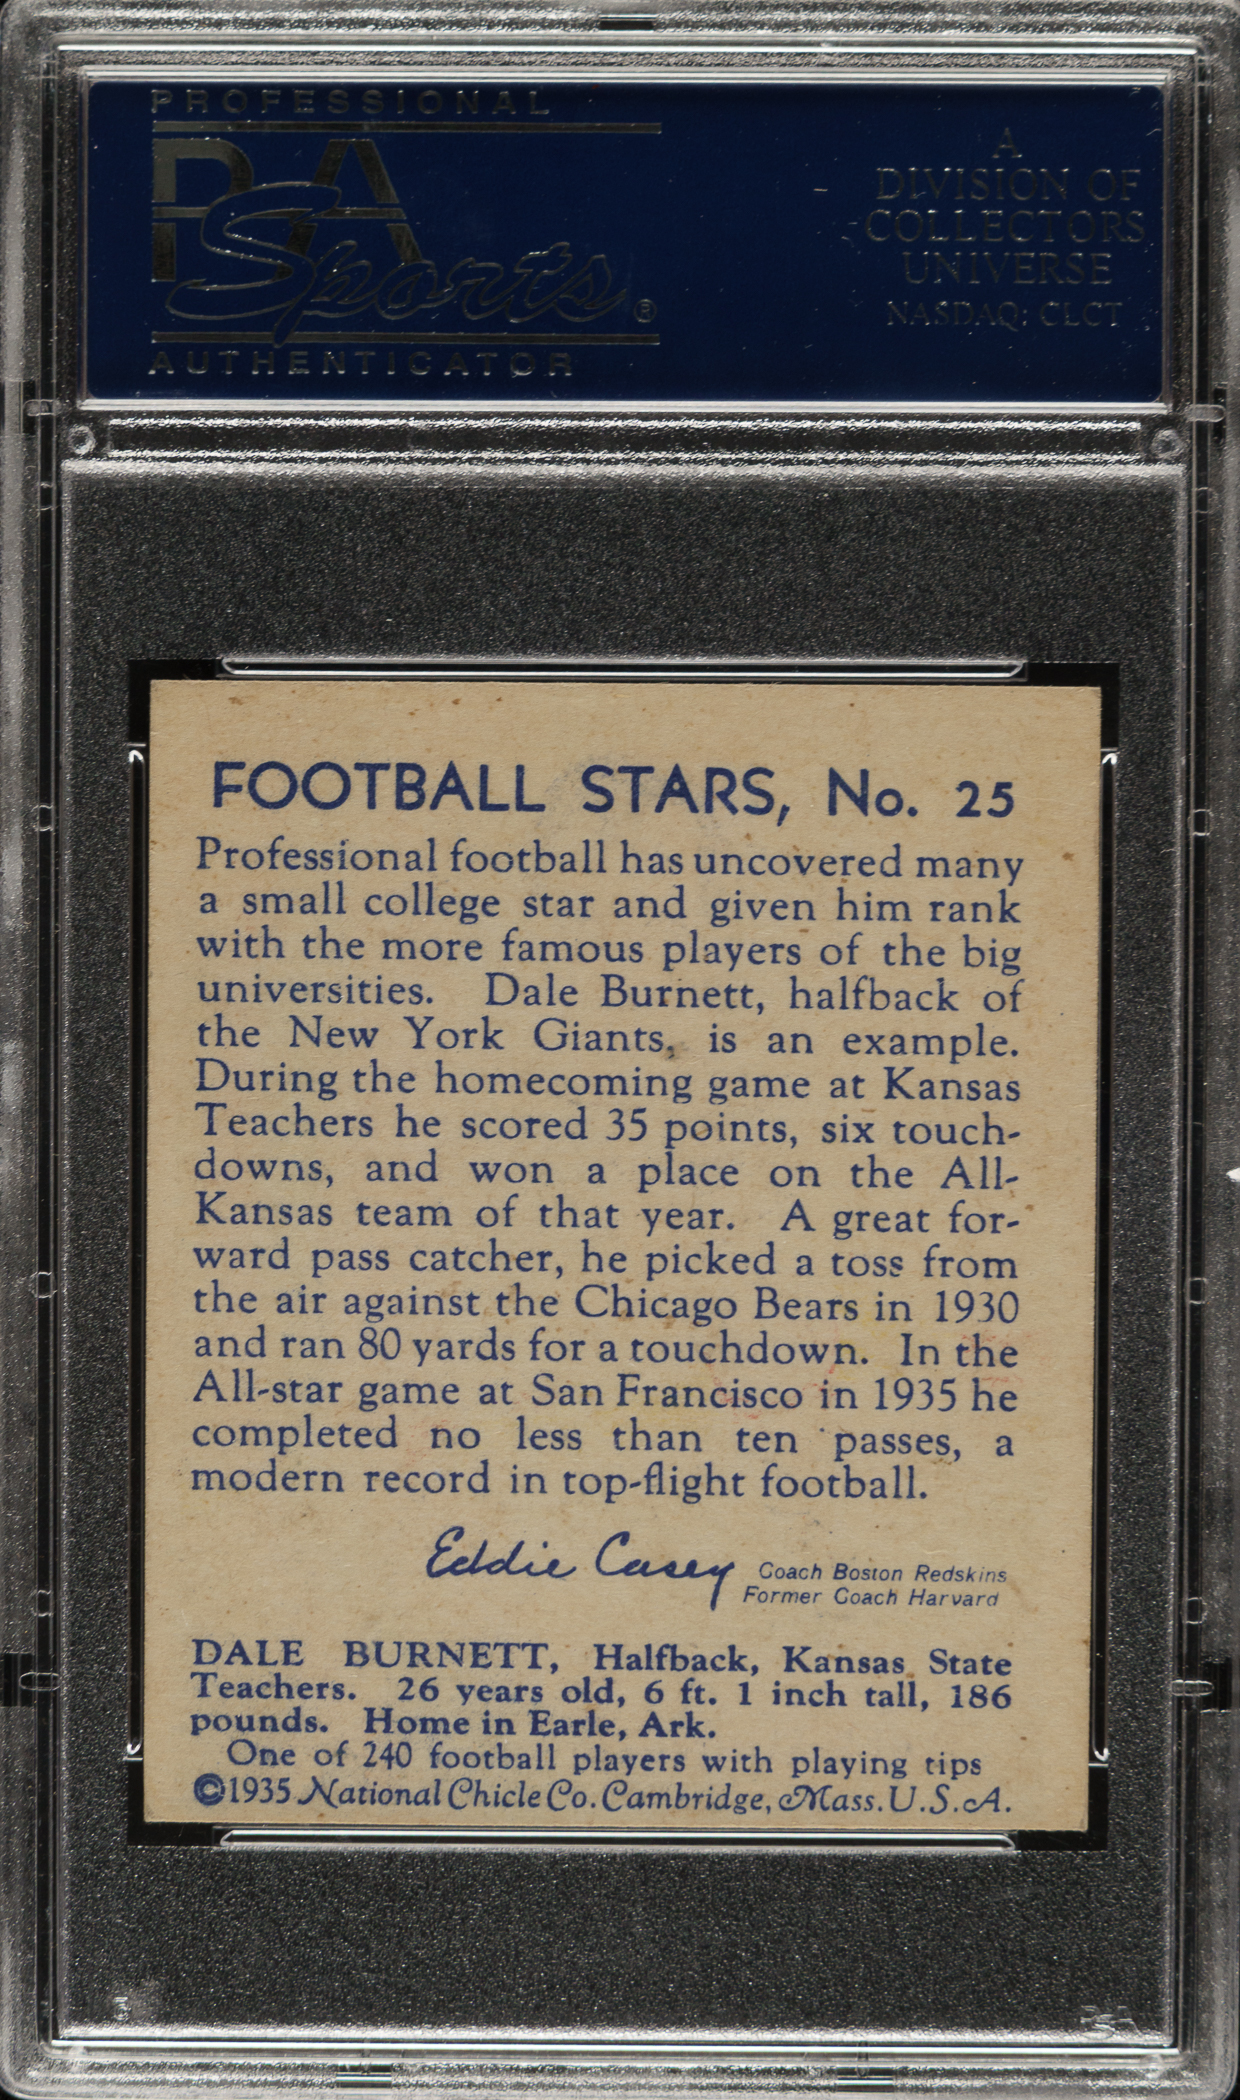 PROFESSIONAL
PSA
Sports®
AUTHENTICATOR
A
DIVISION OF
COLLECTORS
UNIVERSE
NASDAQ: CLCT
FOOTBALL STARS, No. 25
Professional football has uncovered many
a small college star and given him rank
with the more famous players of the big
universities. Dale Burnett, halfback of
the New York Giants, is an example.
During the homecoming game at Kansas
Teachers he scored 35 points, six touch-
downs, and won a place on the All-
Kansas team of that year. A great for-
ward pass catcher, he picked a toss from
the air against the Chicago Bears in 1930
and ran 80 yards for a touchdown. In the
All-star game at San Francisco in 1935 he
completed no less than ten passes, a
modern record in top-flight football.
Eddie Casey Coach Boston Redskins
Former Coach Harvard
DALE BURNETT, Halfback, Kansas State
Teachers. 26 years old, 6 ft. 1 inch tall, 186
pounds. Home in Earle, Ark.
One of 240 football players with playing tips
©1935 National Chicle Co. Cambridge, Mass. U.S.A.